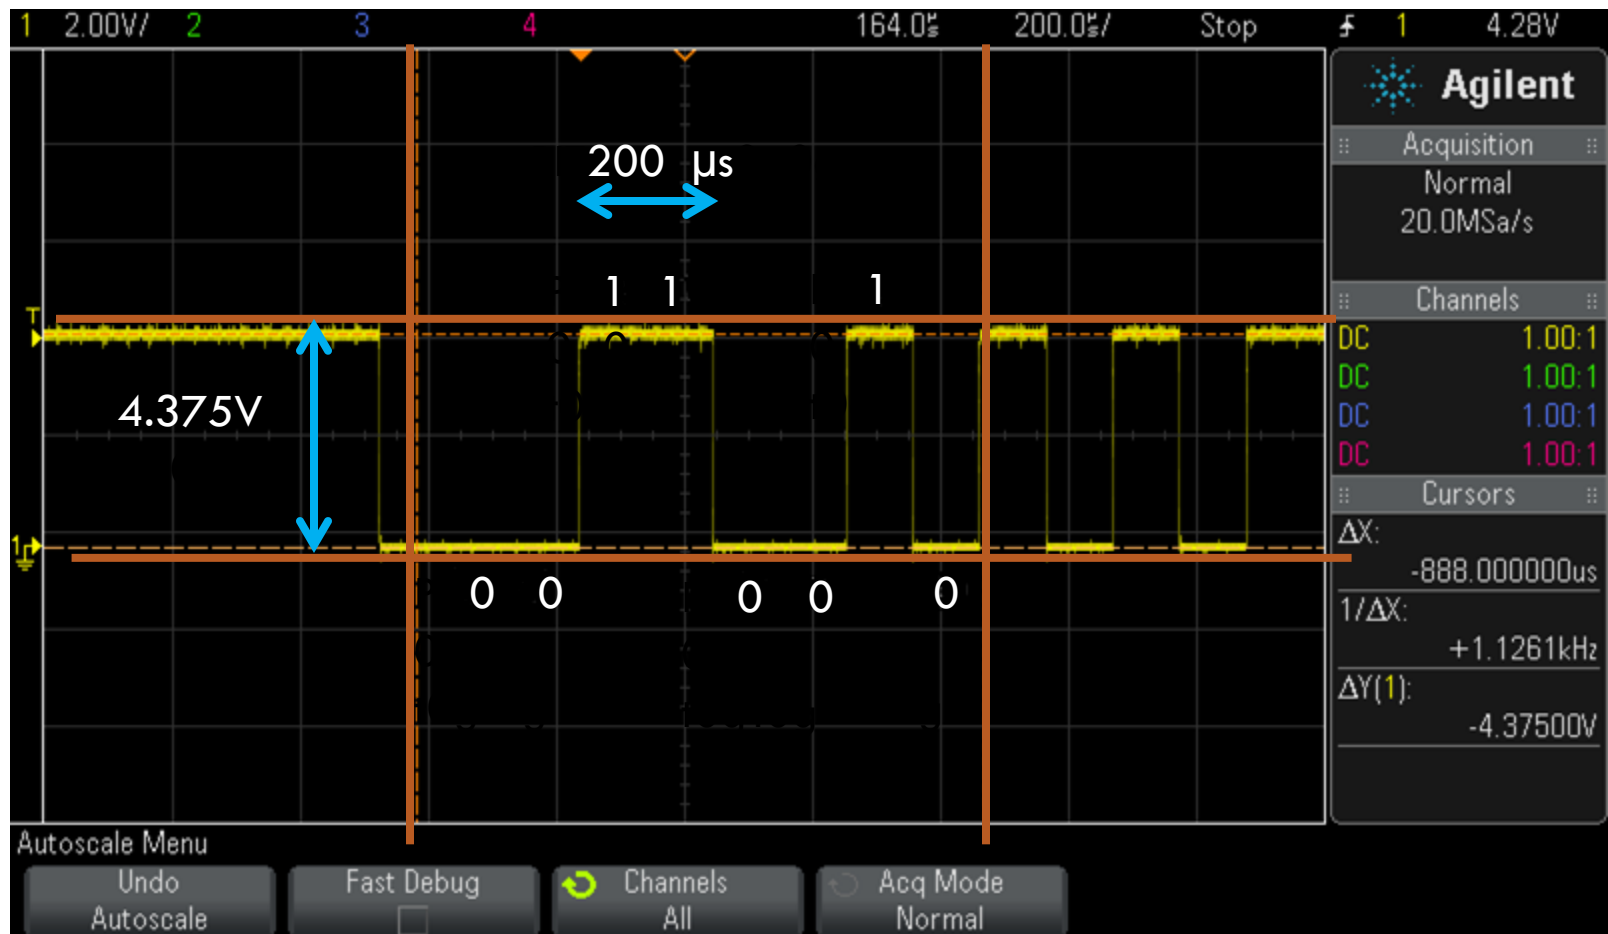 1 2.00V/ 2 3 4 164.0µs 200.0µs/ Stop 1 4.28V
Agilent
Acquisition
Normal
20.0MSa/s
Channels
DC 1.00:1
DC 1.00:1
DC 1.00:1
DC 1.00:1
Cursors
ΔX:
-888.000000us
1/ΔX:
+1.1261kHz
ΔY(1):
-4.37500V
200 µs
1 1 1
T
4.375V
1
0 0 0 0 0
Autoscale Menu
Undo
Autoscale
Fast Debug
Channels
All
Acq Mode
Normal